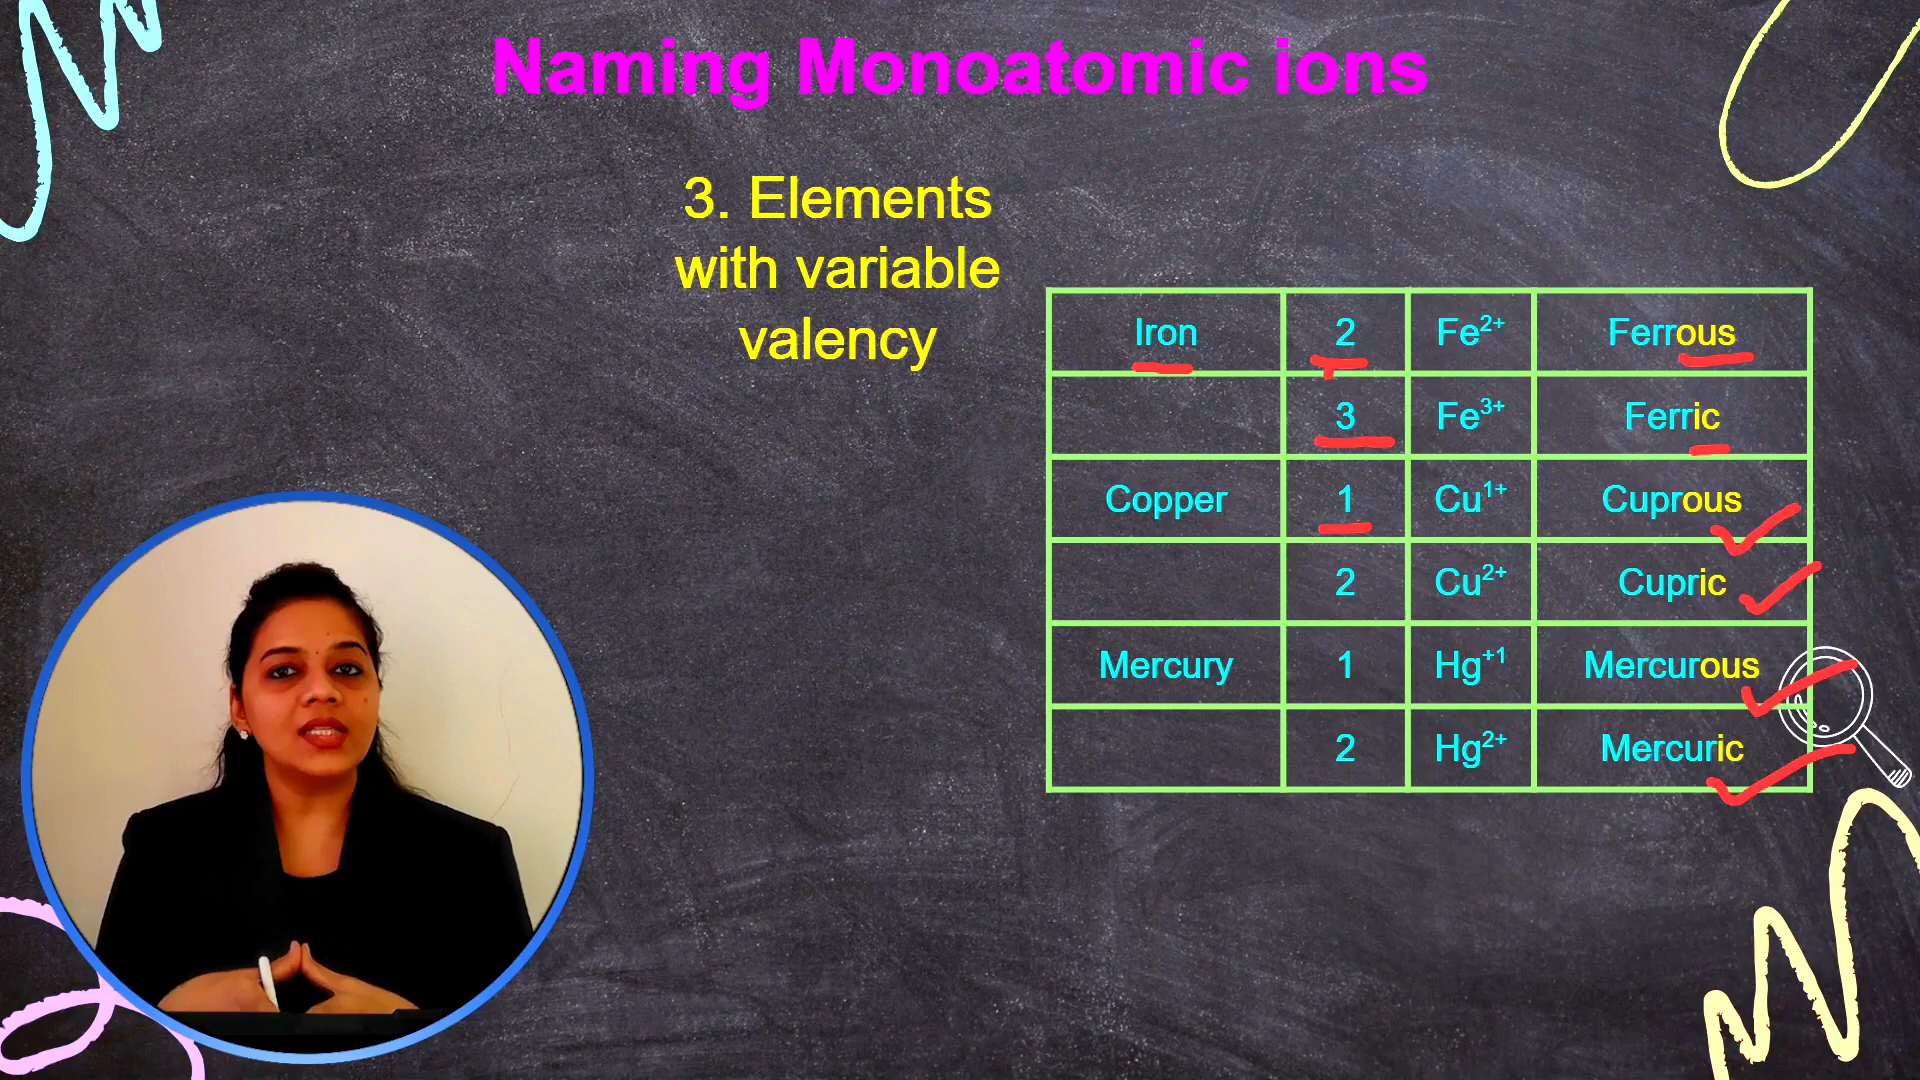 Naming Monoatomic ions
3. Elements
with variable
valency
Iron 2 Fe²⁺ Ferrous
3 Fe³⁺ Ferric
Copper 1 Cu¹⁺ Cuprous
2 Cu²⁺ Cupric
Mercury 1 Hg⁺¹ Mercurous
2 Hg²⁺ Mercuric